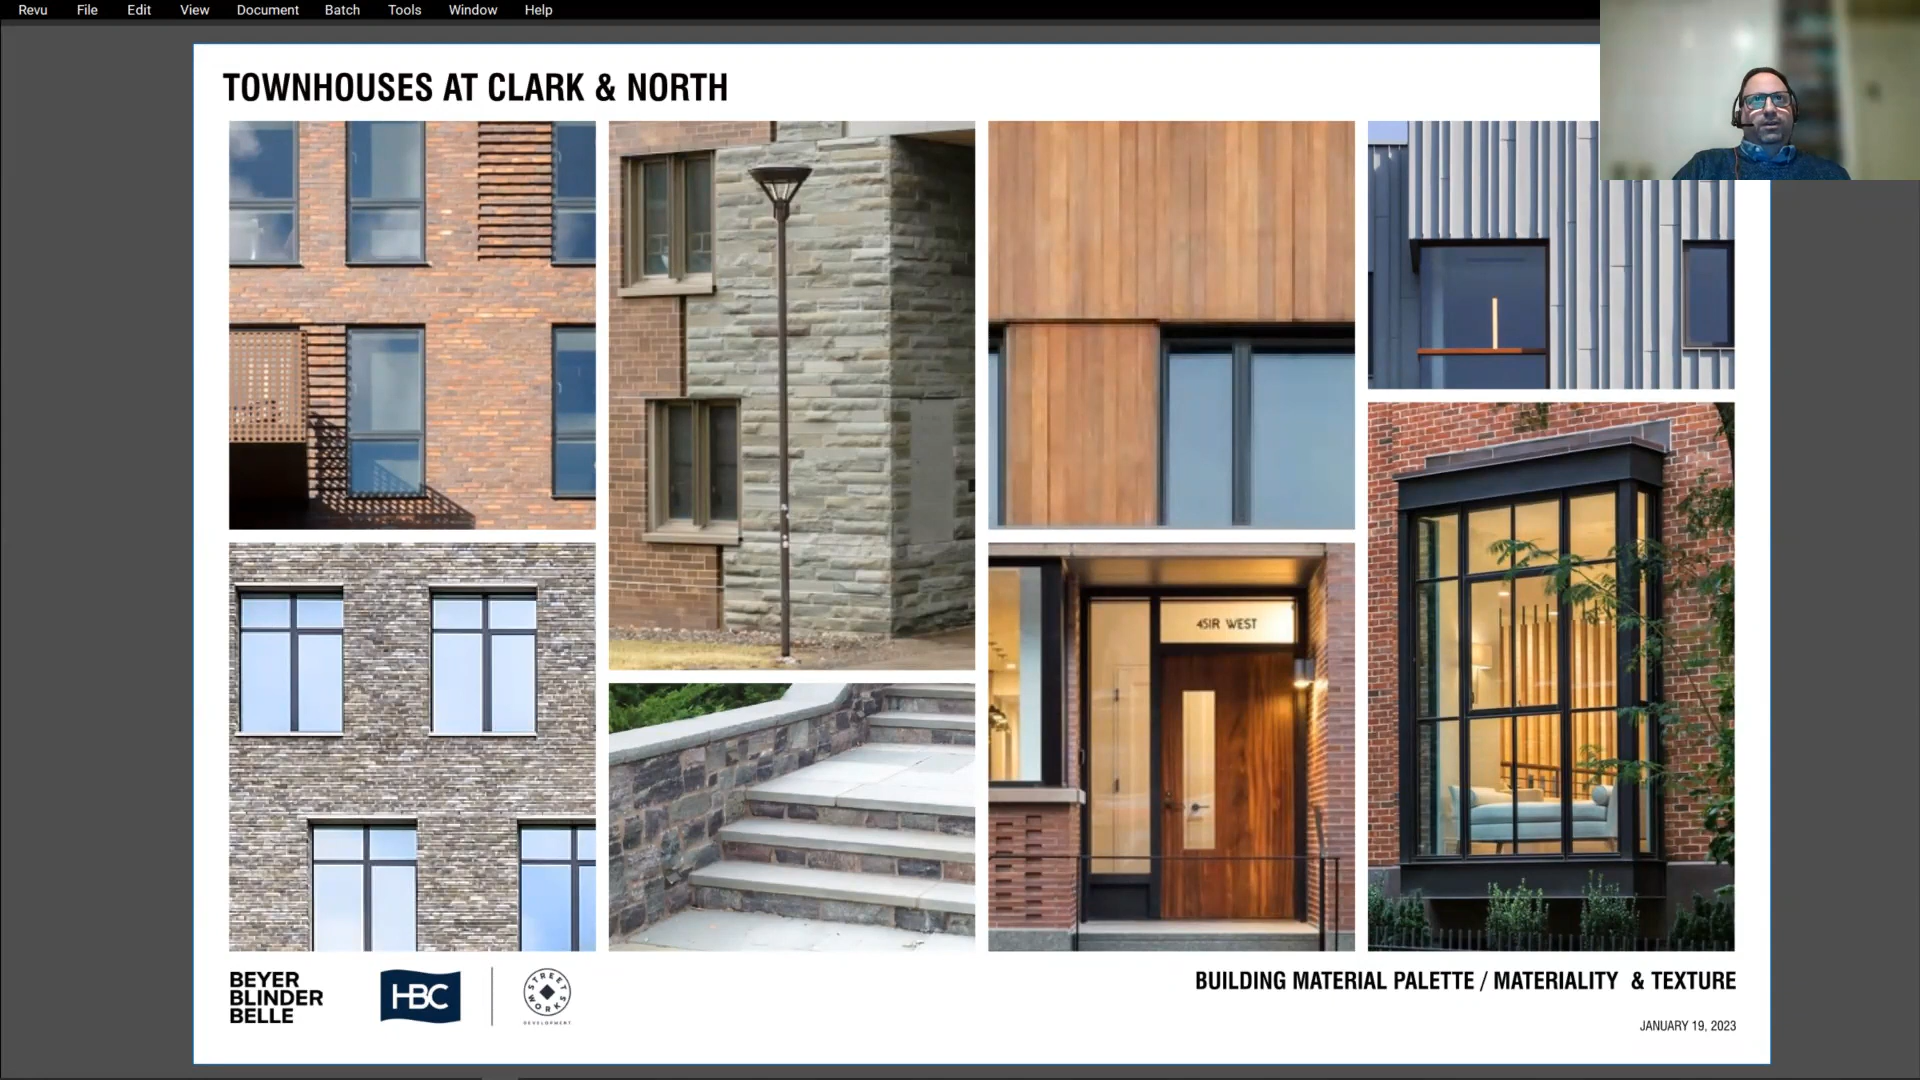 Revu File Edit View Document Batch Tools Window Help
TOWNHOUSES AT CLARK & NORTH
451R WEST
BEYER
BLINDER
BELLE
HBC
STREET
WORKS
DEVELOPMENT
BUILDING MATERIAL PALETTE / MATERIALITY & TEXTURE
JANUARY 19, 2023